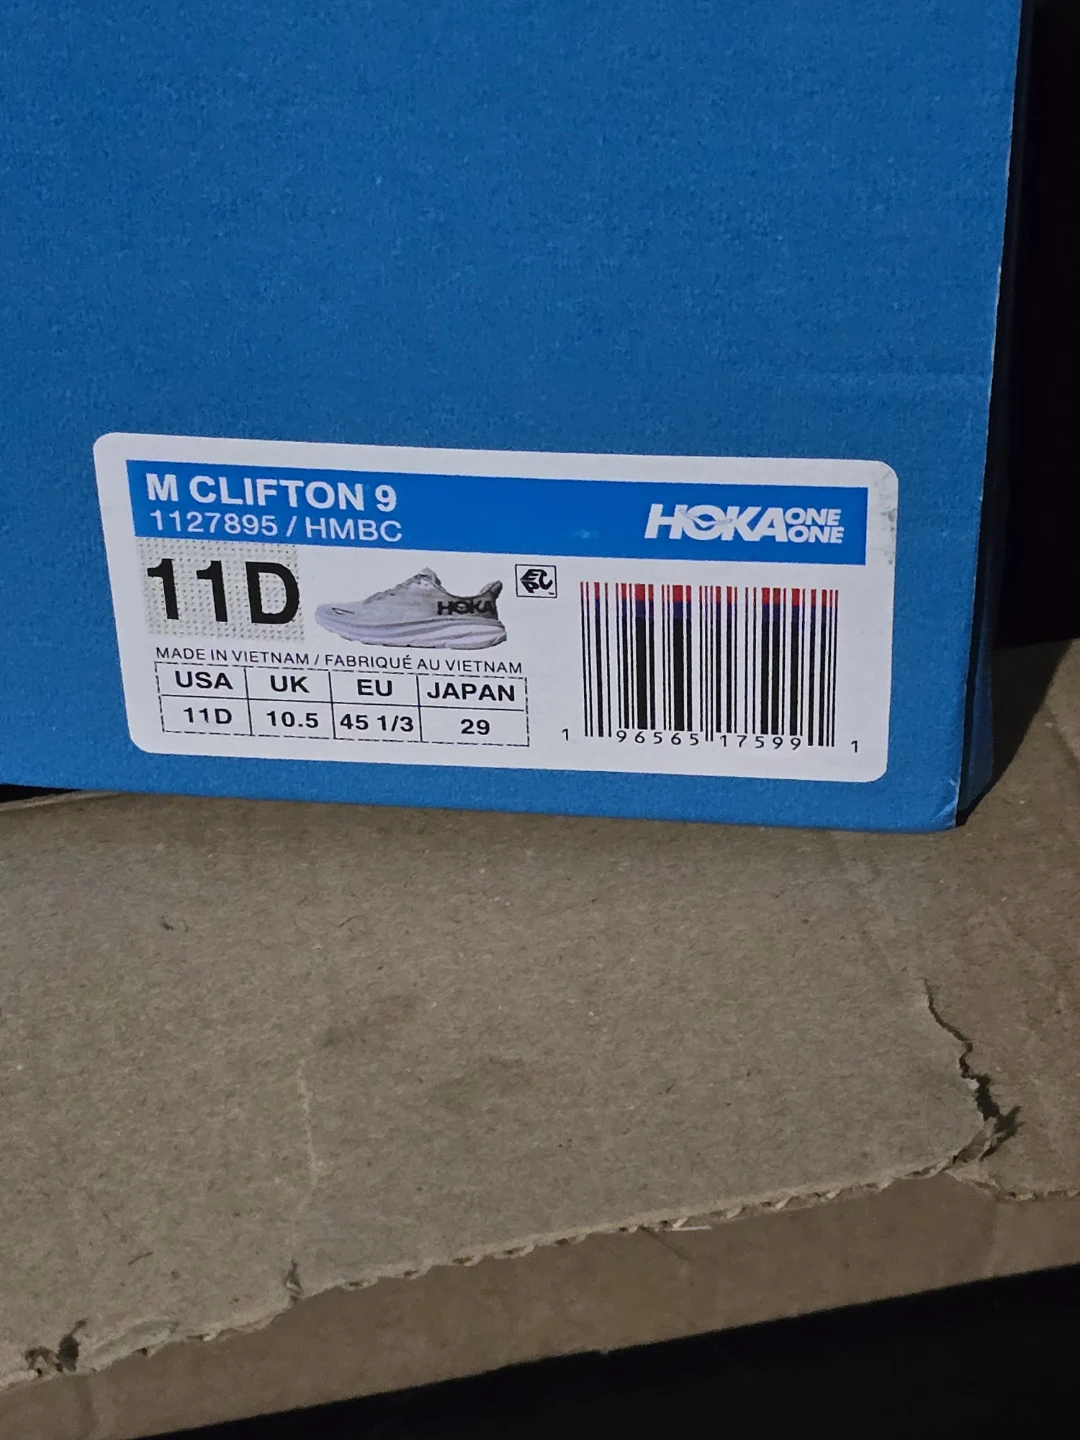 M CLIFTON 9
1127895 / HMBC
HOKA ONE ONE
11D
HOKA
MADE IN VIETNAM / FABRIQUÉ AU VIETNAM
USA UK EU JAPAN
11D 10.5 45 1/3 29
1 96565 17599 1